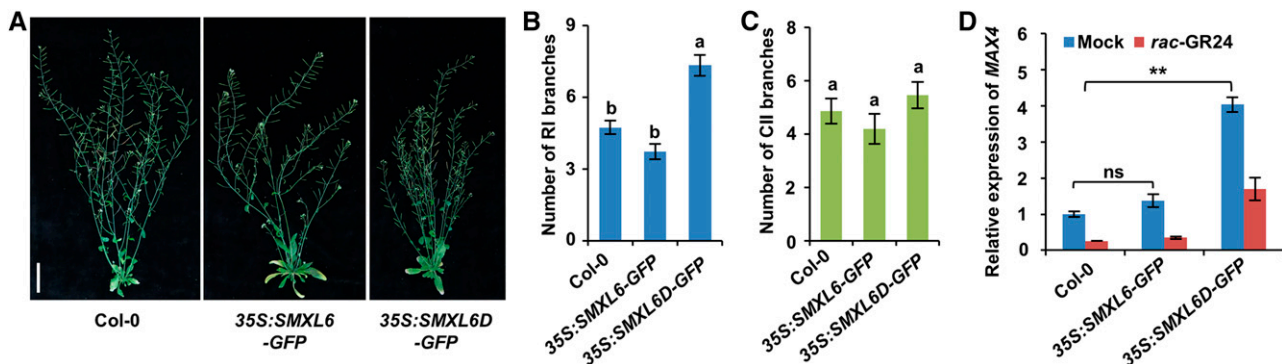 A
Col-0
35S:SMXL6
-GFP
35S:SMXL6D
-GFP
B
Number of RI branches
9
6
3
0
b
b
a
Col-0
35S:SMXL6-GFP
35S:SMXL6D-GFP
C
Number of CII branches
8
6
4
2
0
a
a
a
Col-0
35S:SMXL6-GFP
35S:SMXL6D-GFP
D
Relative expression of MAX4
Mock rac-GR24
6
5
4
3
2
1
0
**
ns
Col-0
35S:SMXL6-GFP
35S:SMXL6D-GFP